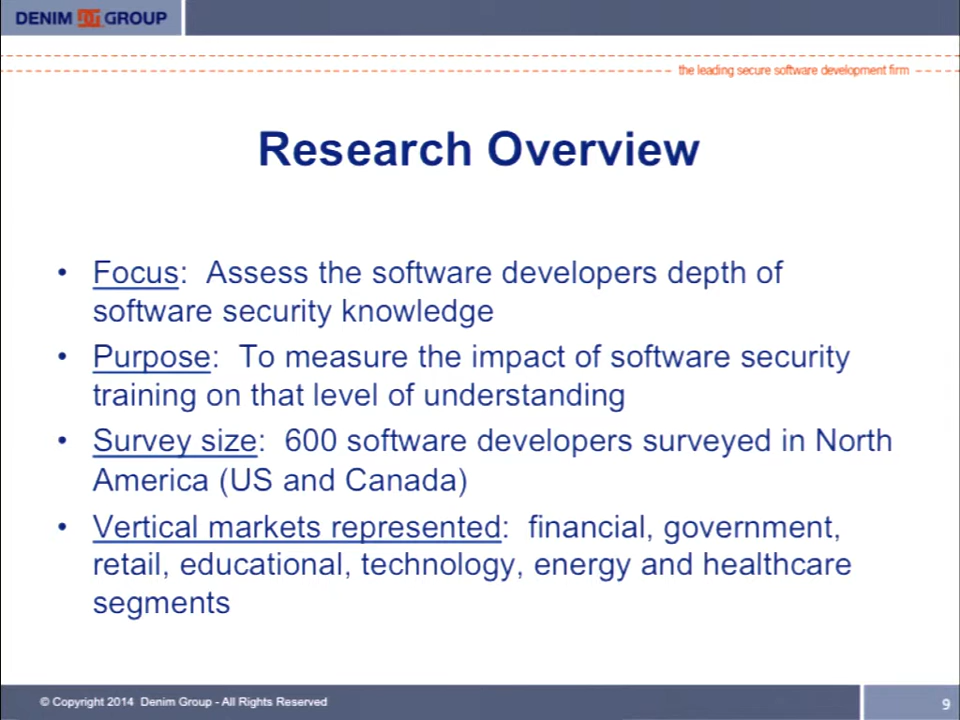 DENIM GROUP
the leading secure software development firm
Research Overview
• Focus: Assess the software developers depth of
software security knowledge
• Purpose: To measure the impact of software security
training on that level of understanding
• Survey size: 600 software developers surveyed in North
America (US and Canada)
• Vertical markets represented: financial, government,
retail, educational, technology, energy and healthcare
segments
© Copyright 2014 Denim Group - All Rights Reserved
9